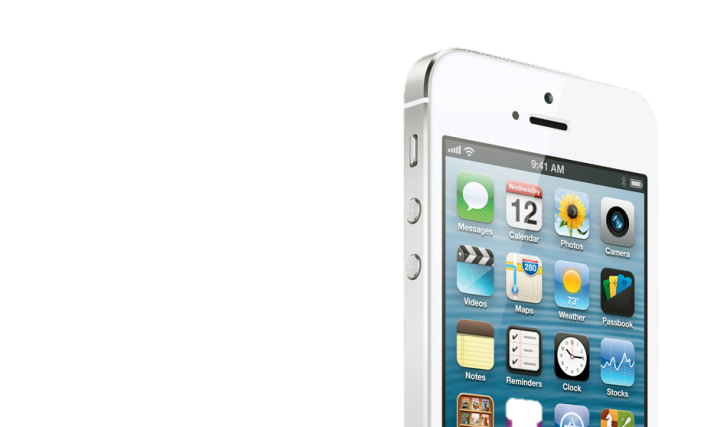 9:41 AM
Wednesday
12
280
73°
Messages
Calendar
Photos
Camera
Videos
Maps
Weather
Passbook
Notes
Reminders
Clock
Stocks